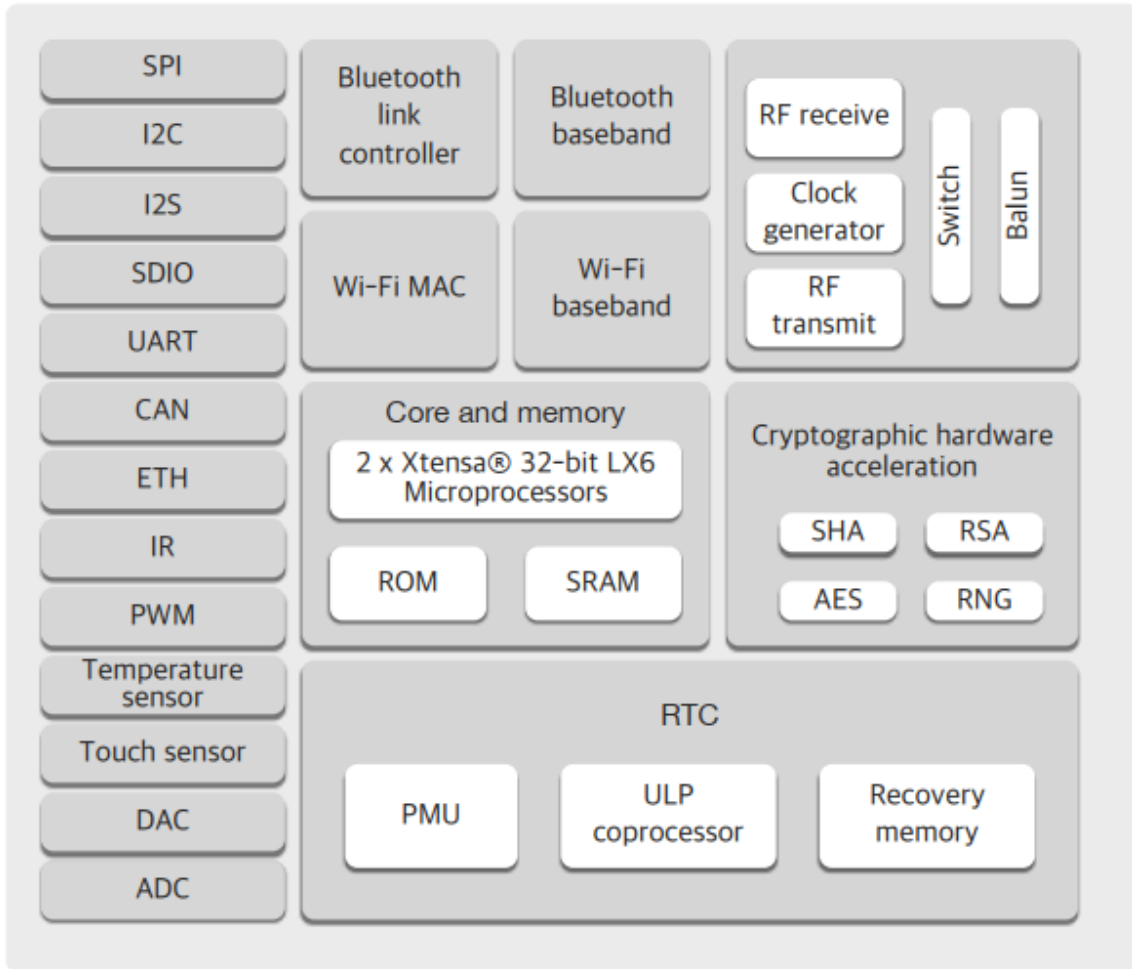 SPI
I2C
I2S
SDIO
UART
CAN
ETH
IR
PWM
Temperature
sensor
Touch sensor
DAC
ADC
Bluetooth
link
controller
Bluetooth
baseband
Wi-Fi MAC
Wi-Fi
baseband
RF receive
Clock
generator
RF
transmit
Switch
Balun
Core and memory
2 x Xtensa® 32-bit LX6
Microprocessors
ROM
SRAM
Cryptographic hardware
acceleration
SHA
RSA
AES
RNG
RTC
PMU
ULP
coprocessor
Recovery
memory